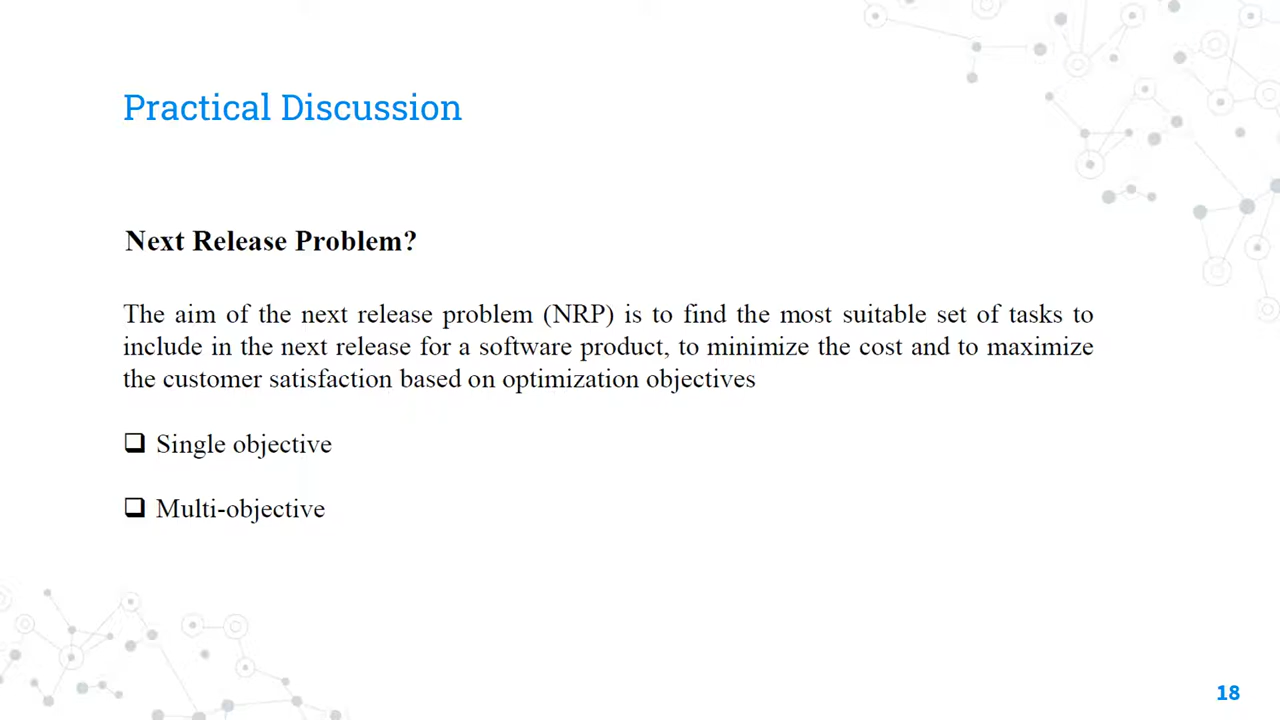 Practical Discussion
Next Release Problem?
The aim of the next release problem (NRP) is to find the most suitable set of tasks to
include in the next release for a software product, to minimize the cost and to maximize
the customer satisfaction based on optimization objectives
❑ Single objective
❑ Multi-objective
18